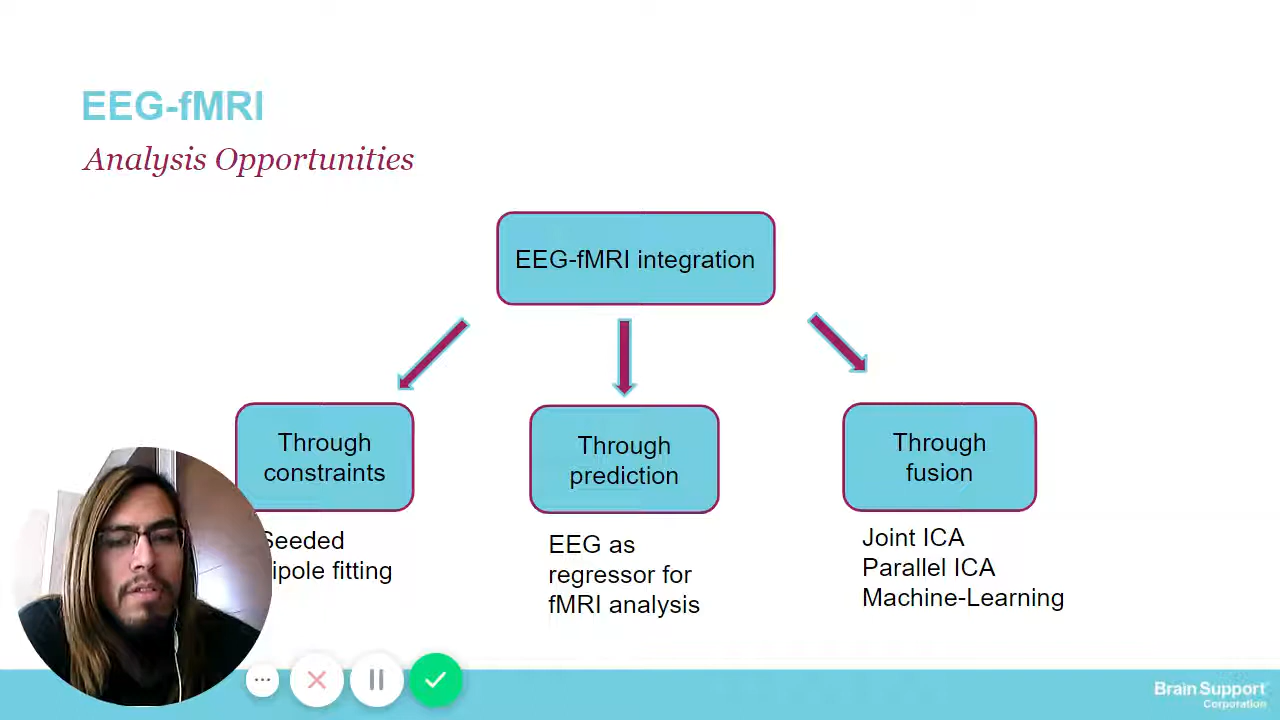 EEG-fMRI
Analysis Opportunities
EEG-fMRI integration
Through
constraints
Seeded
fitting
Through
prediction
EEG as
regressor for
fMRI analysis
Through
fusion
Joint ICA
Parallel ICA
Machine-Learning
Brain Support
Corporation